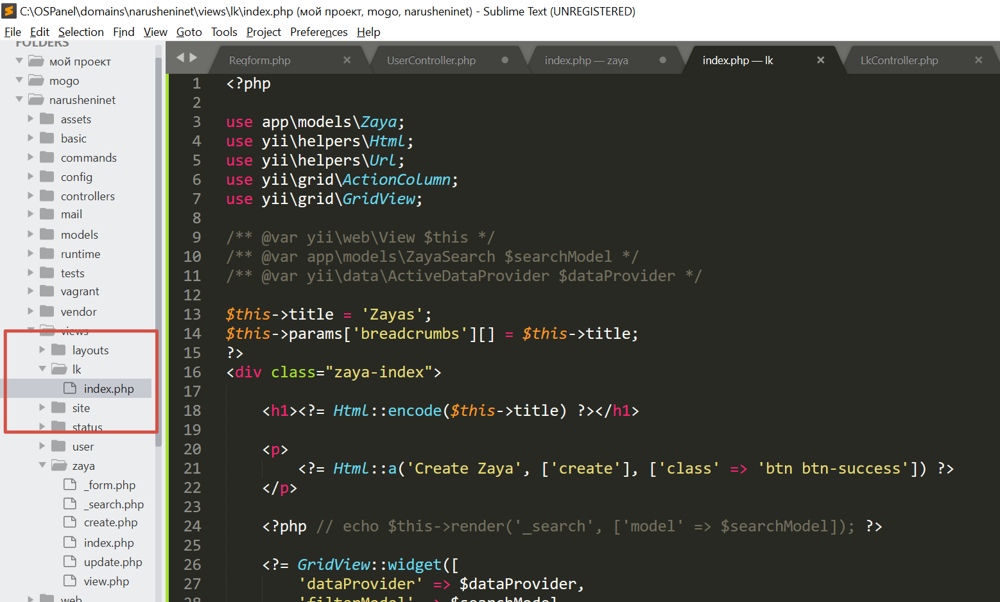 C:\OSPanel\domains\narusheninet\views\lk\index.php (мой проект, mogo, narusheninet) - Sublime Text (UNREGISTERED)
File Edit Selection Find View Goto Tools Project Preferences Help
FOLDERS
мой проект
mogo
narusheninet
assets
basic
commands
config
controllers
mail
models
runtime
tests
vagrant
vendor
views
layouts
lk
index.php
site
status
user
zaya
_form.php
_search.php
create.php
index.php
update.php
view.php
web
Regform.php UserController.php index.php — zaya index.php — lk LkController.php
1 <?php
2
3 use app\models\Zaya;
4 use yii\helpers\Html;
5 use yii\helpers\Url;
6 use yii\grid\ActionColumn;
7 use yii\grid\GridView;
8
9 /** @var yii\web\View $this */
10 /** @var app\models\ZayaSearch $searchModel */
11 /** @var yii\data\ActiveDataProvider $dataProvider */
12
13 $this->title = 'Zayas';
14 $this->params['breadcrumbs'][] = $this->title;
15 ?>
16 <div class="zaya-index">
17
18 <h1><?= Html::encode($this->title) ?></h1>
19
20 <p>
21 <?= Html::a('Create Zaya', ['create'], ['class' => 'btn btn-success']) ?>
22 </p>
23
24 <?php // echo $this->render('_search', ['model' => $searchModel]); ?>
25
26 <?= GridView::widget([
27 'dataProvider' => $dataProvider,
28 'filterModel' => $searchModel